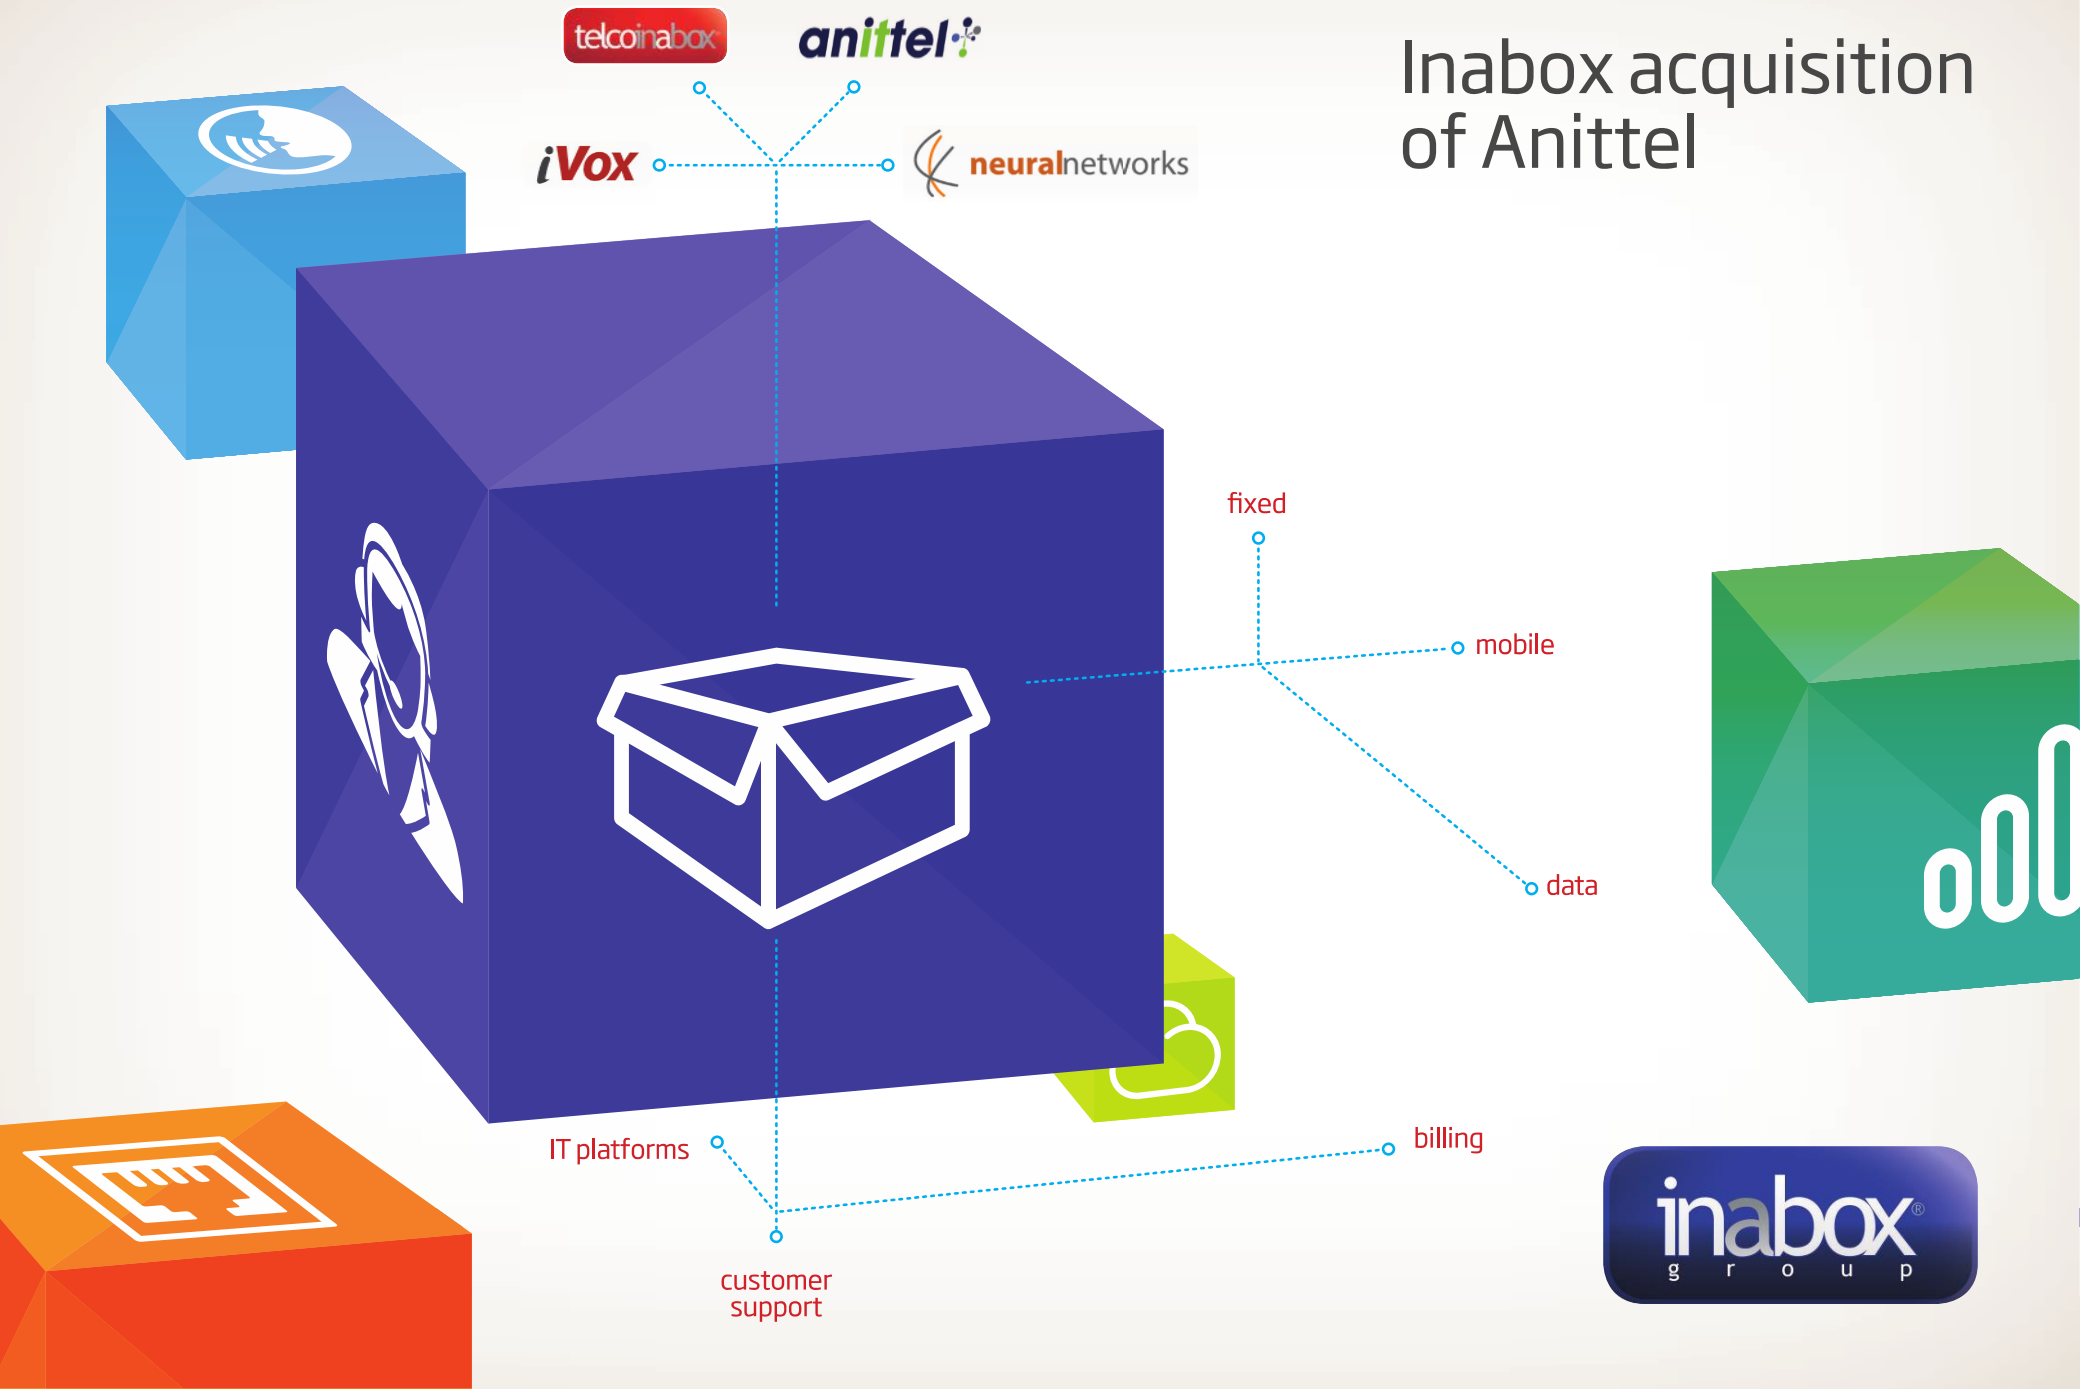 telcoinabox
anittel
Inabox acquisition
of Anittel
iVox
neuralnetworks
fixed
mobile
data
IT platforms
billing
customer
support
inabox®
group